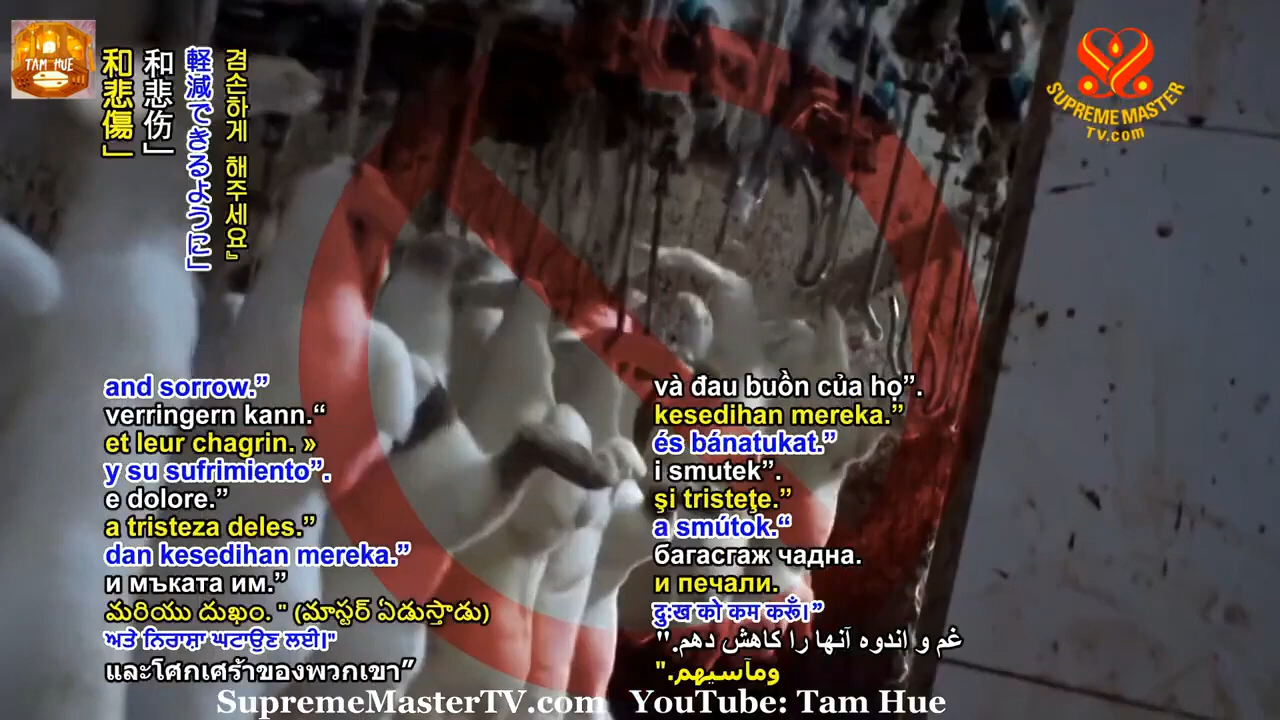 TAM HUE
和悲傷」
和悲伤」
軽減できるように」
겸손하게 해주세요』
SUPREME MASTER
TV.com
and sorrow.”
verringern kann.“
et leur chagrin. »
y su sufrimiento”.
e dolore.”
a tristeza deles.”
dan kesedihan mereka.”
и мъката им.”
మరియు దుఖం. " (మాస్టర్ ఏడుస్తాడు)
ਅਤੇ ਨਿਰਾਸ਼ਾ ਘਟਾਉਣ ਲਈ।"
และโศกเศร้าของพวกเขา”
và đau buồn của họ”.
kesedihan mereka.”
és bánatukat.”
i smutek”.
şi tristeţe.”
a smútok.“
багасгаж чадна.
и печали.
दुःख को कम करूँ।”
غم و اندوه آنها را کاهش دهم."
ومآسيهم."
SupremeMasterTV.com YouTube: Tam Hue